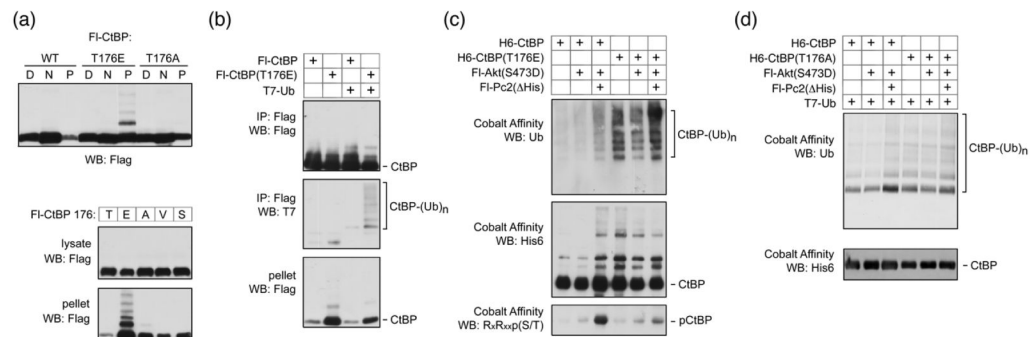 (a)
Fl-CtBP:
WT T176E T176A
D N P D N P D N P
WB: Flag
Fl-CtBP 176: T E A V S
lysate
WB: Flag
pellet
WB: Flag
(b)
Fl-CtBP + +
Fl-CtBP(T176E) + +
T7-Ub + +
IP: Flag
WB: Flag
CtBP
IP: Flag
WB: T7
CtBP-(Ub)n
pellet
WB: Flag
CtBP
(c)
H6-CtBP + + +
H6-CtBP(T176E) + + +
Fl-Akt(S473D) + + + +
Fl-Pc2(ΔHis) + +
Cobalt Affinity
WB: Ub
CtBP-(Ub)n
Cobalt Affinity
WB: His6
CtBP
Cobalt Affinity
WB: RxRxxp(S/T)
pCtBP
(d)
H6-CtBP + + +
H6-CtBP(T176A) + + +
Fl-Akt(S473D) + + + +
Fl-Pc2(ΔHis) + +
T7-Ub + + + + + +
Cobalt Affinity
WB: Ub
CtBP-(Ub)n
Cobalt Affinity
WB: His6
CtBP